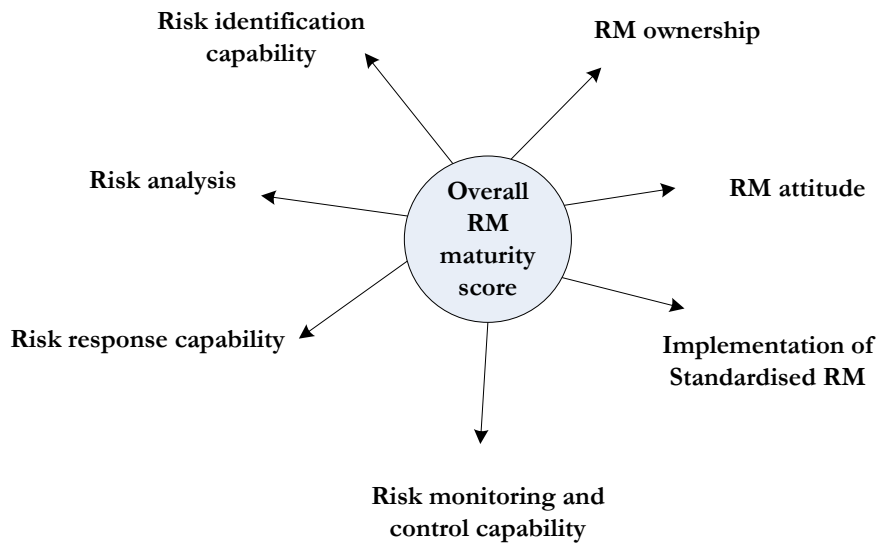 Risk identification
capability
RM ownership
Risk analysis
Overall
RM
maturity
score
RM attitude
Risk response capability
Implementation of
Standardised RM
Risk monitoring and
control capability